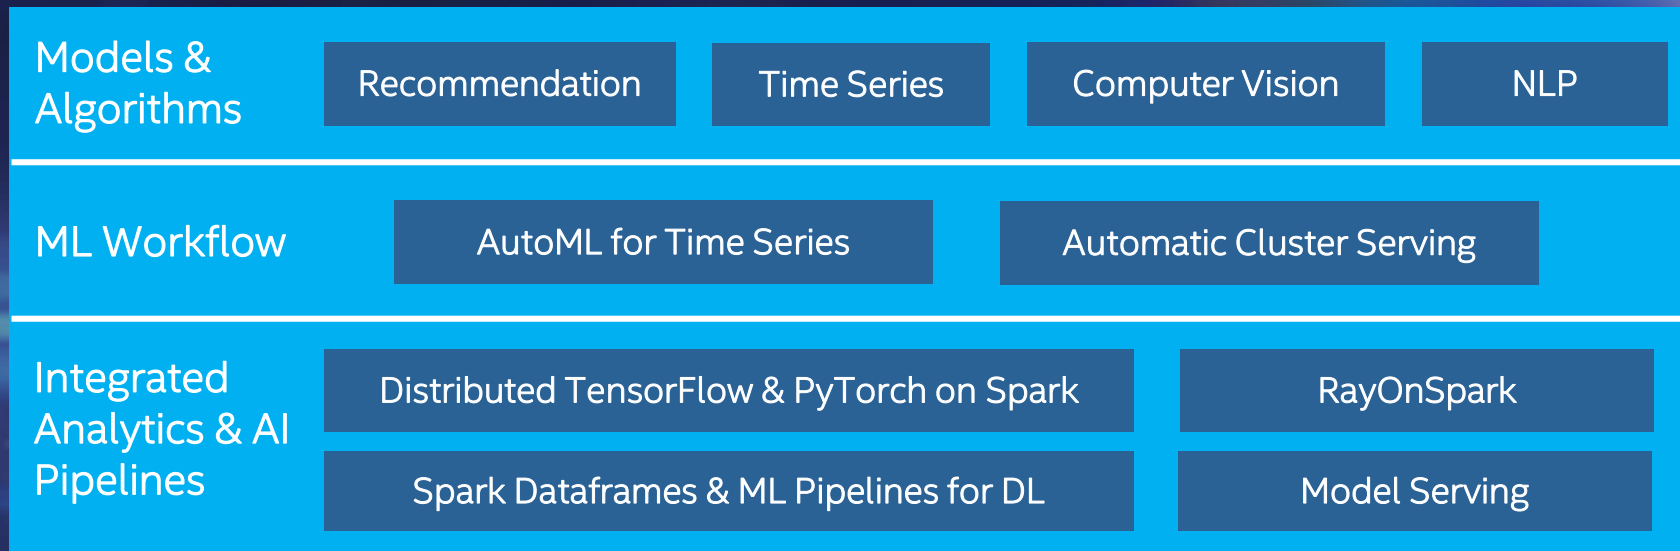 Models &
Algorithms
Recommendation
Time Series
Computer Vision
NLP
ML Workflow
AutoML for Time Series
Automatic Cluster Serving
Integrated
Analytics & AI
Pipelines
Distributed TensorFlow & PyTorch on Spark
RayOnSpark
Spark Dataframes & ML Pipelines for DL
Model Serving